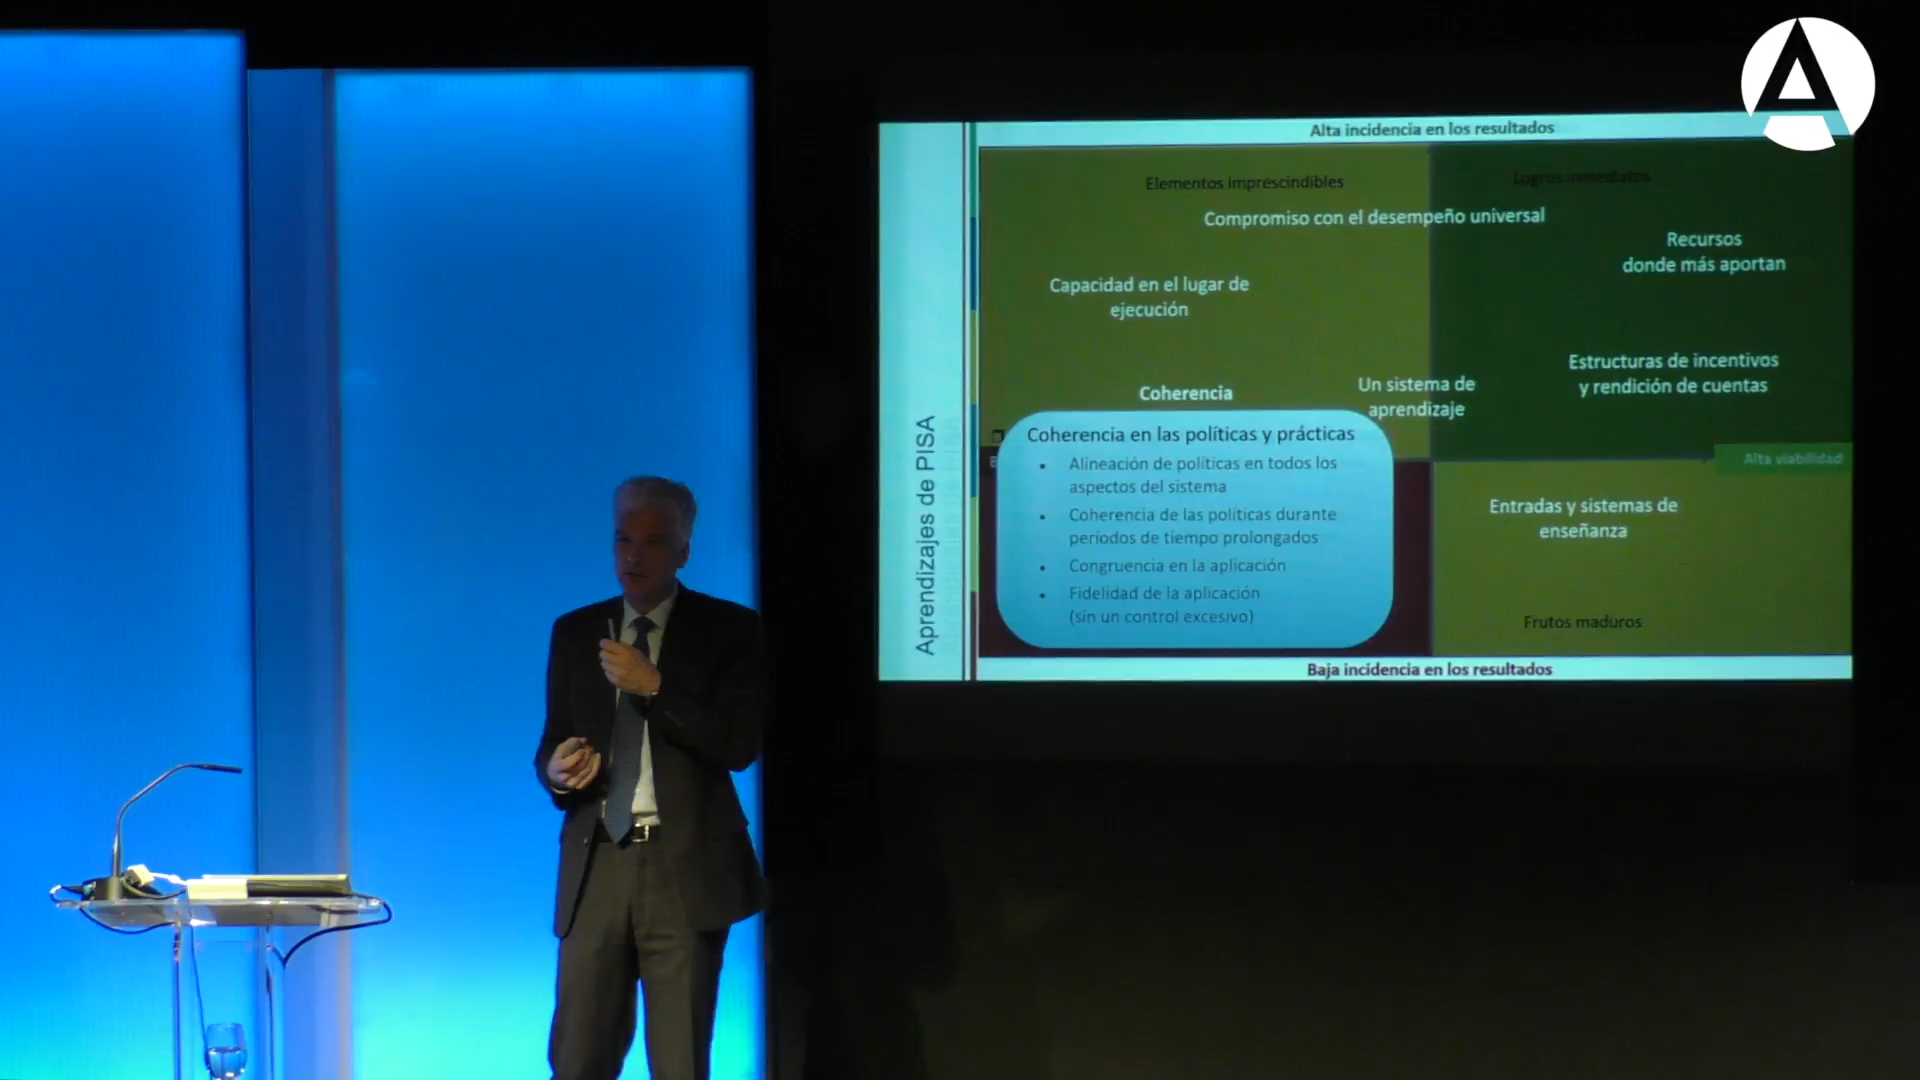 Alta incidencia en los resultados
Elementos imprescindibles
Logros inmediatos
Compromiso con el desempeño universal
Recursos
donde más aportan
Capacidad en el lugar de
ejecución
Estructuras de incentivos
y rendición de cuentas
Coherencia
Un sistema de
aprendizaje
Coherencia en las políticas y prácticas
• Alineación de políticas en todos los
aspectos del sistema
• Coherencia de las políticas durante
períodos de tiempo prolongados
• Congruencia en la aplicación
• Fidelidad de la aplicación
(sin un control excesivo)
Alta viabilidad
Entradas y sistemas de
enseñanza
Frutos maduros
Baja incidencia en los resultados
Aprendizajes de PISA
A